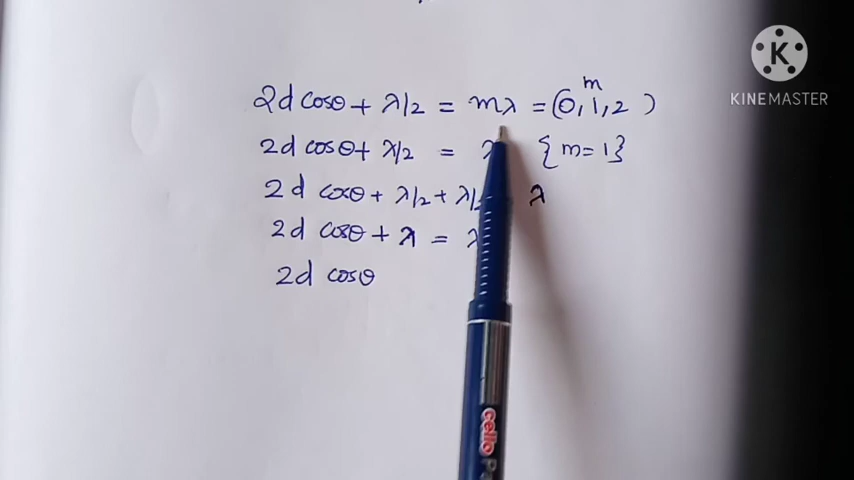 m
2d cosθ + λ/2 = mλ = (0, 1, 2 )
2d cosθ + λ/2 = λ {m = 1}
2d cosθ + λ/2 + λ/ λ
2d cosθ + λ = λ
2d cosθ
K
KINEMASTER
cello